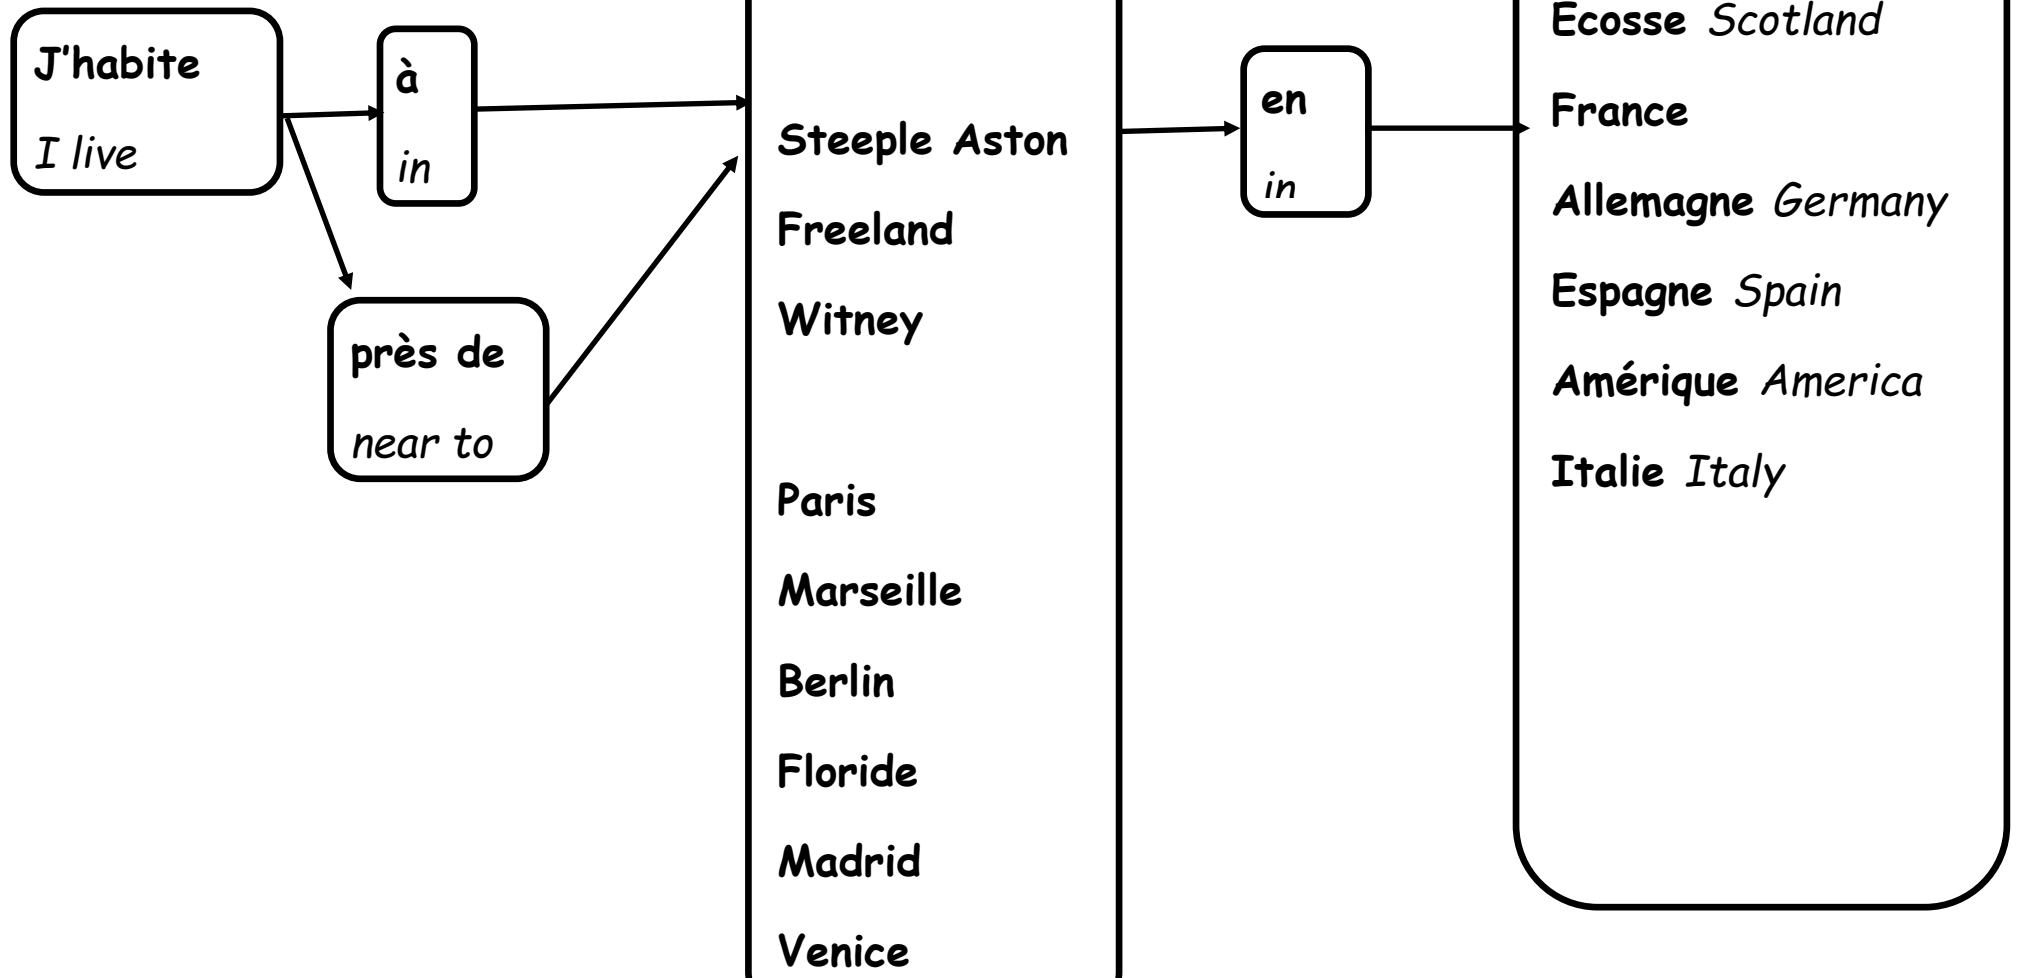 J'habite
I live
à
in
près de
near to
Steeple Aston
Freeland
Witney
Paris
Marseille
Berlin
Floride
Madrid
Venice
en
in
Ecosse Scotland
France
Allemagne Germany
Espagne Spain
Amérique America
Italie Italy